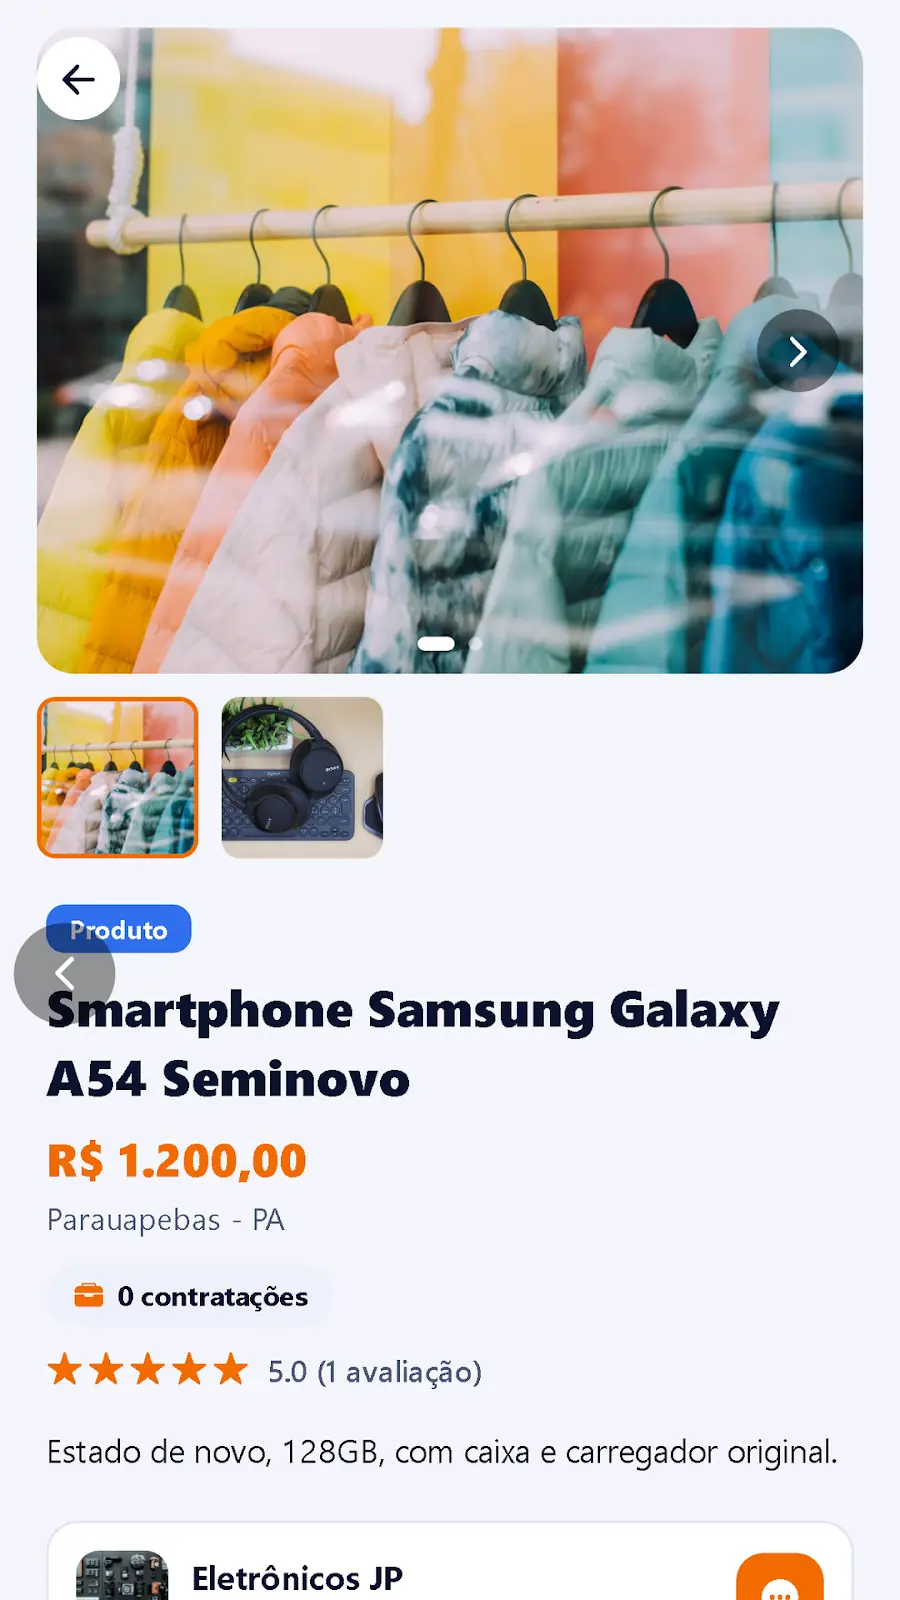 Produto
Smartphone Samsung Galaxy
A54 Seminovo
R$ 1.200,00
Parauapebas - PA
0 contratações
5.0 (1 avaliação)
Estado de novo, 128GB, com caixa e carregador original.
Eletrônicos JP